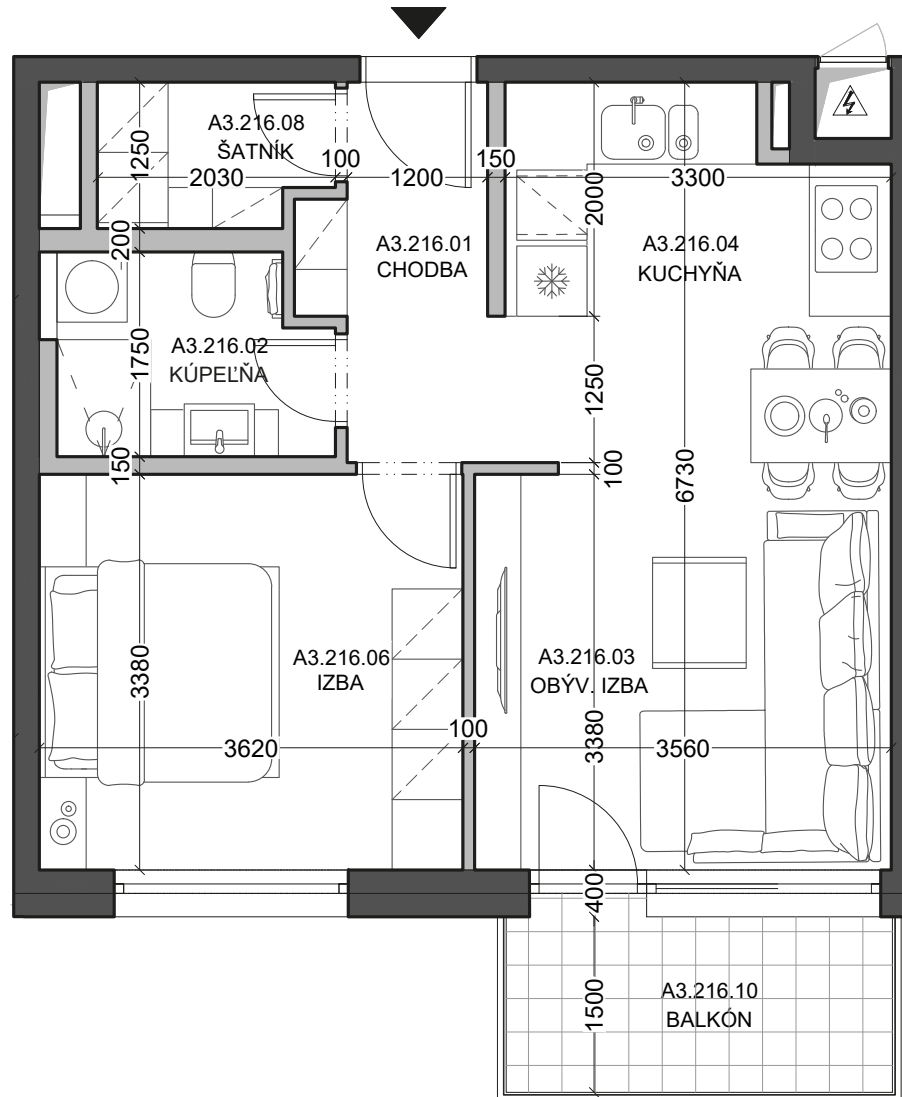 A3.216.08
ŠATNÍK
1250
2030
100
1200
150
3300
2000
A3.216.01
CHODBA
A3.216.04
KUCHYŇA
200
A3.216.02
KÚPEĽŇA
1750
1250
150
100
6730
A3.216.06
IZBA
3380
A3.216.03
OBÝV. IZBA
3620
100
3380
3560
400
1500
A3.216.10
BALKÓN